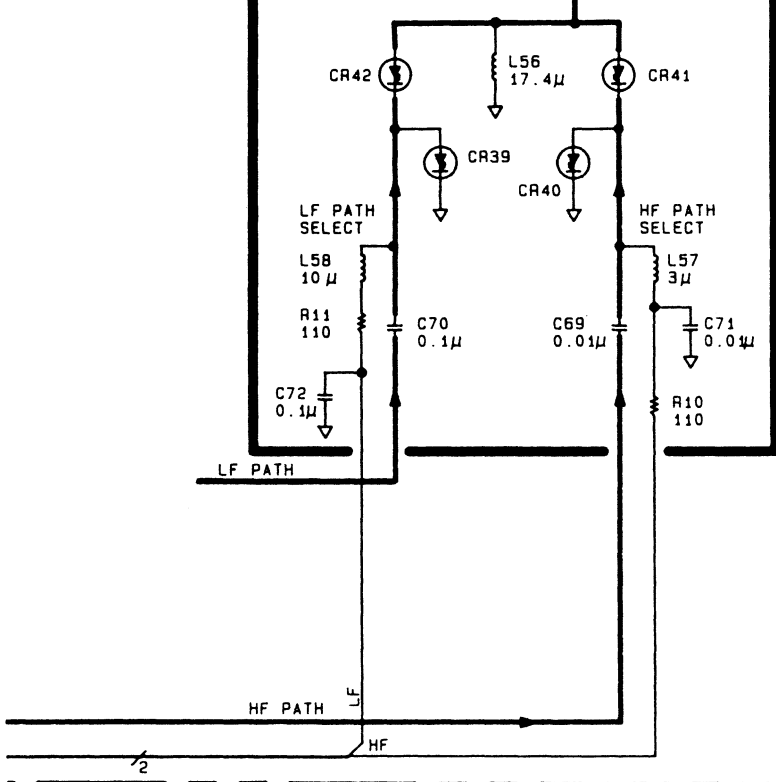 CR42
L56
17.4µ
CR41
CR39
CR40
LF PATH
SELECT
HF PATH
SELECT
L58
10µ
L57
3µ
R11
110
C70
0.1µ
C69
0.01µ
C71
0.01µ
C72
0.1µ
R10
110
LF PATH
LF
HF PATH
HF
2